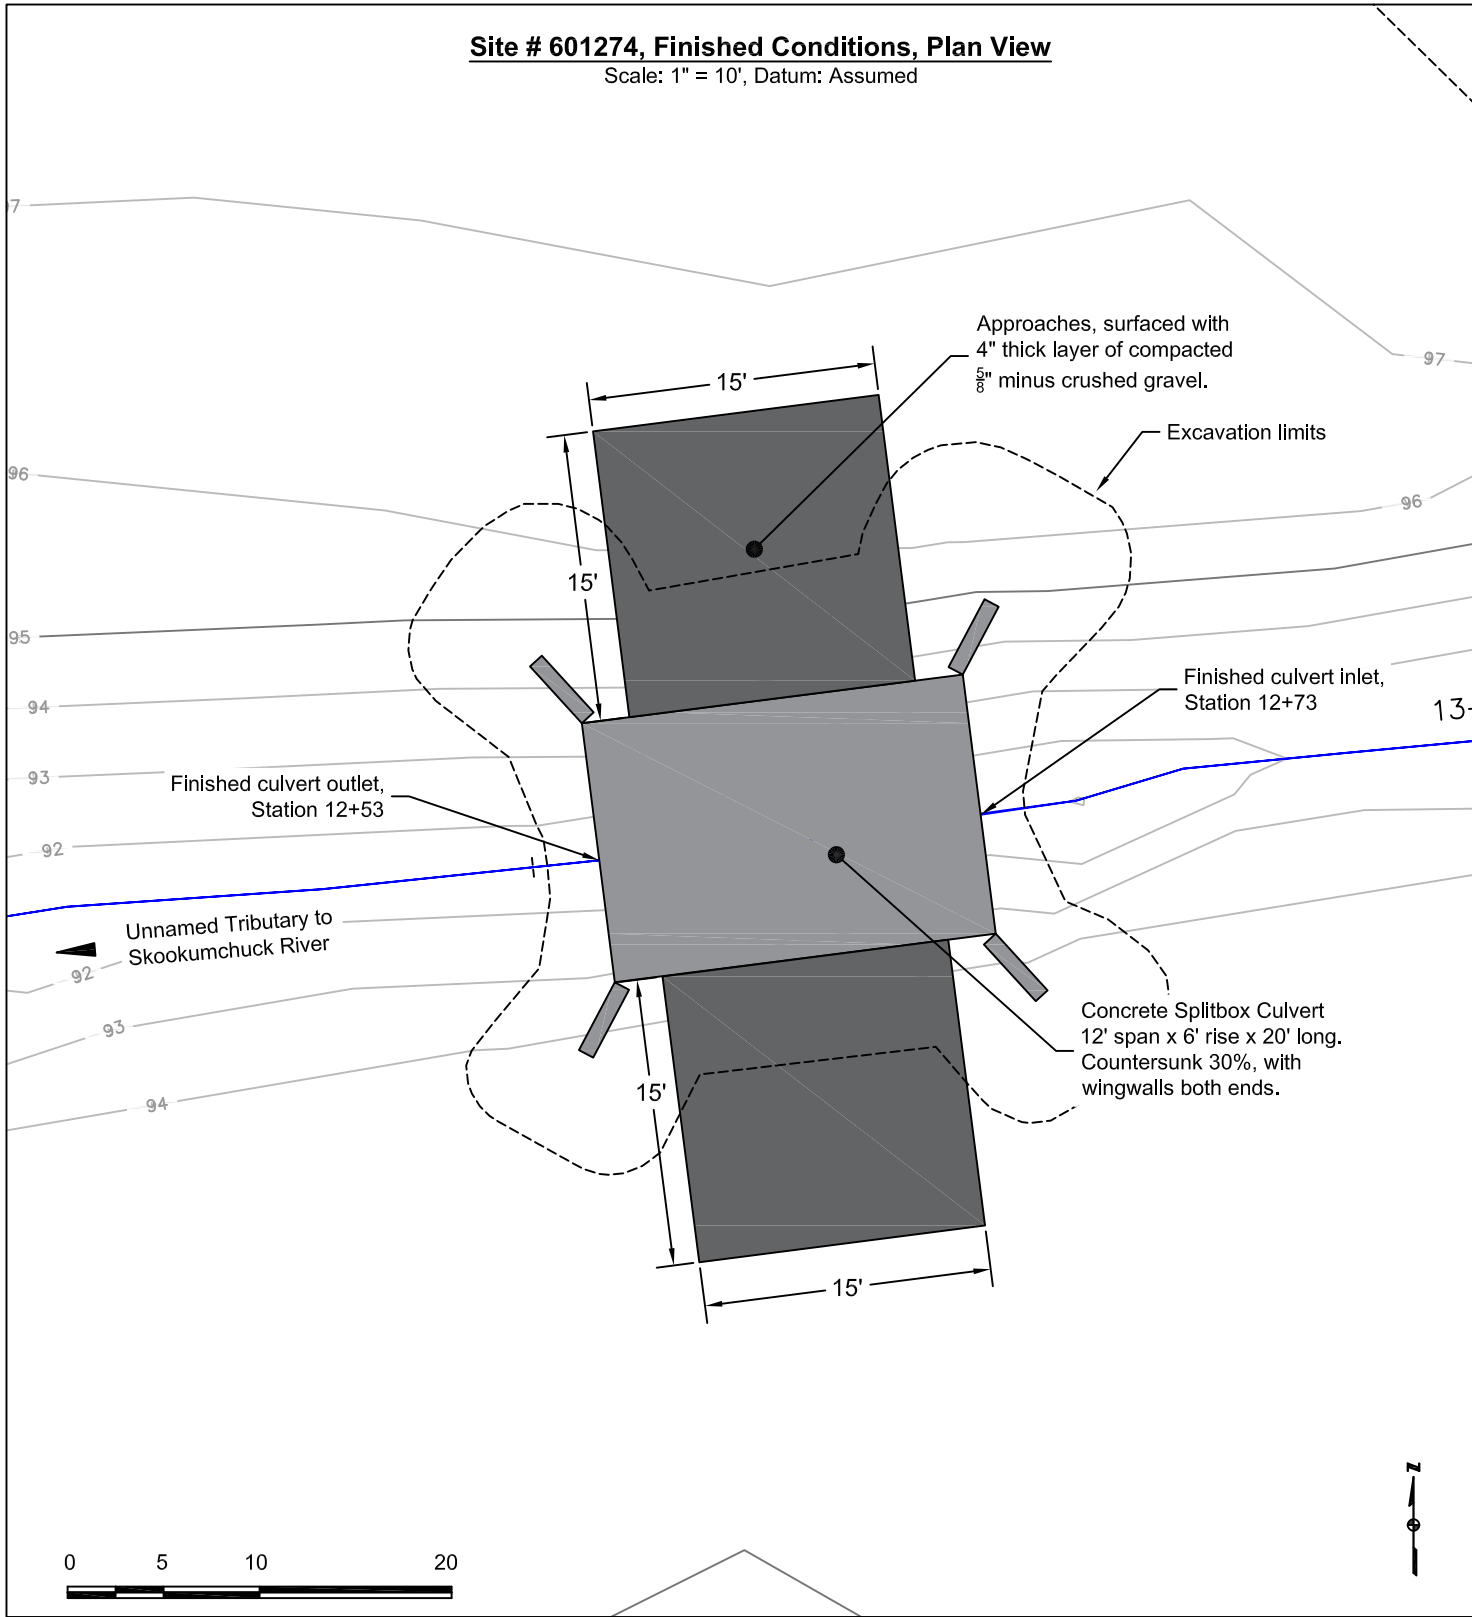 Site # 601274, Finished Conditions, Plan View
Scale: 1" = 10', Datum: Assumed
97
Approaches, surfaced with
4" thick layer of compacted
5/8" minus crushed gravel.
97
15'
Excavation limits
96
96
15'
95
Finished culvert inlet,
Station 12+73
94
13
93
Finished culvert outlet,
Station 12+53
92
Unnamed Tributary to
Skookumchuck River
92
Concrete Splitbox Culvert
12' span x 6' rise x 20' long.
Countersunk 30%, with
wingwalls both ends.
93
94
15'
15'
z
0 5 10 20